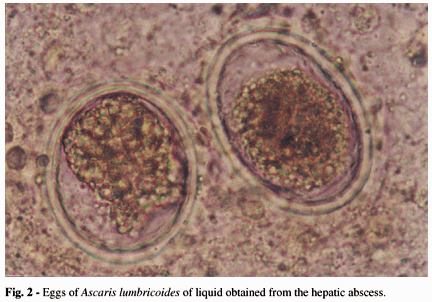 Fig. 2 - Eggs of Ascaris lumbricoides of liquid obtained from the hepatic abscess.